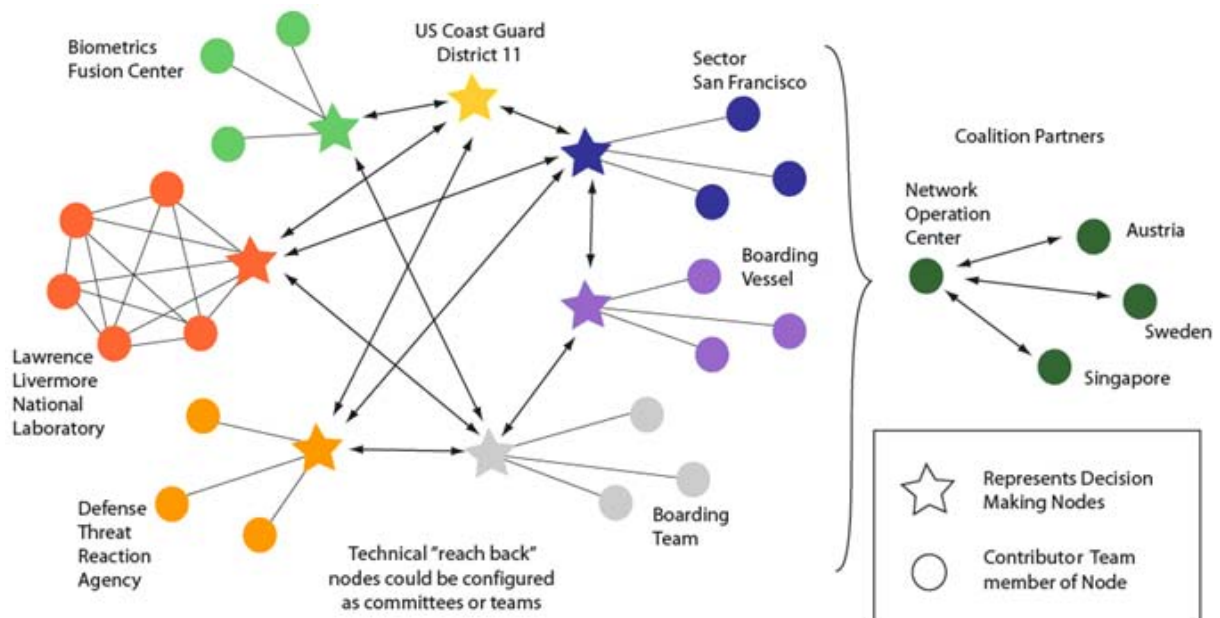 Biometrics
Fusion Center
US Coast Guard
District 11
Sector
San Francisco
Coalition Partners
Network
Operation
Center
Austria
Sweden
Singapore
Boarding
Vessel
Lawrence
Livermore
National
Laboratory
Defense
Threat
Reaction
Agency
Technical "reach back"
nodes could be configured
as committees or teams
Boarding
Team
Represents Decision
Making Nodes
Contributor Team
member of Node